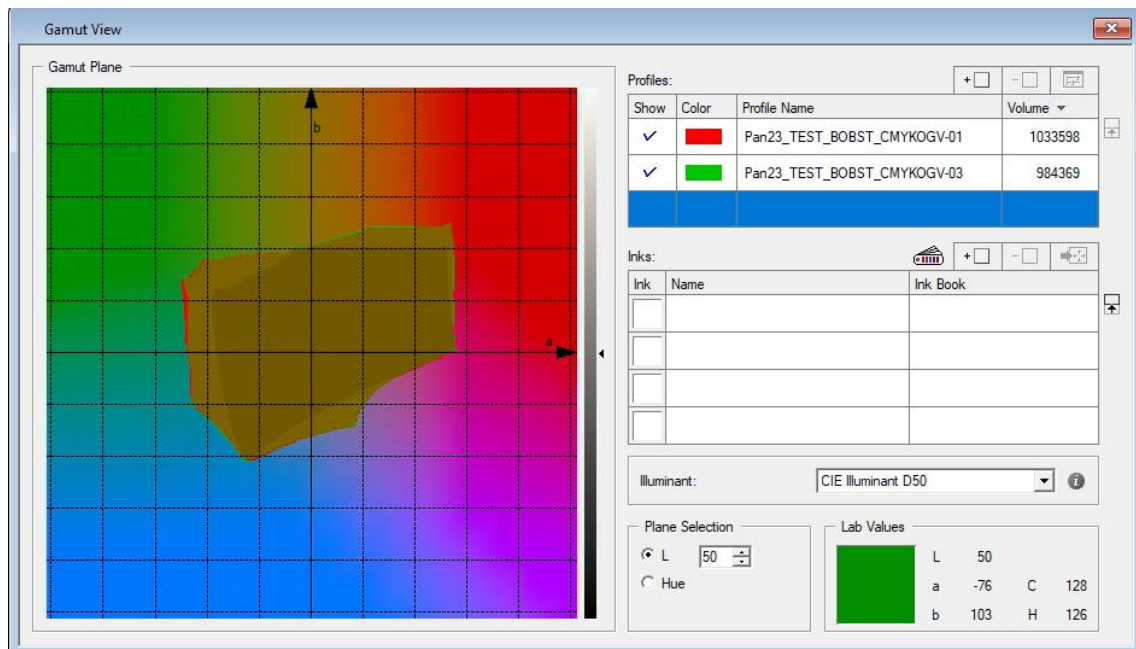 Gamut View
Gamut Plane
b
a
Profiles:
Show Color Profile Name Volume
Pan23_TEST_BOBST_CMYKOGV-01 1033598
Pan23_TEST_BOBST_CMYKOGV-03 984369
Inks:
Ink Name Ink Book
Illuminant: CIE Illuminant D50
Plane Selection
L 50
Hue
Lab Values
L 50
a -76 C 128
b 103 H 126